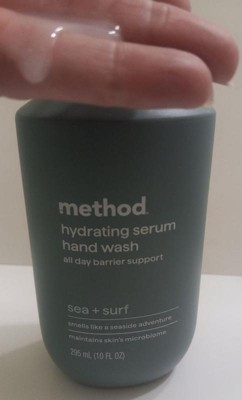 method.
hydrating serum
hand wash
all day barrier support
sea + surf
smells like a seaside adventure
maintains skin's microbiome
295 mL (10 FL OZ)